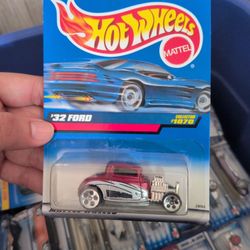 Hot Wheels
MATTEL
'32 FORD
COLLECTOR
#1070